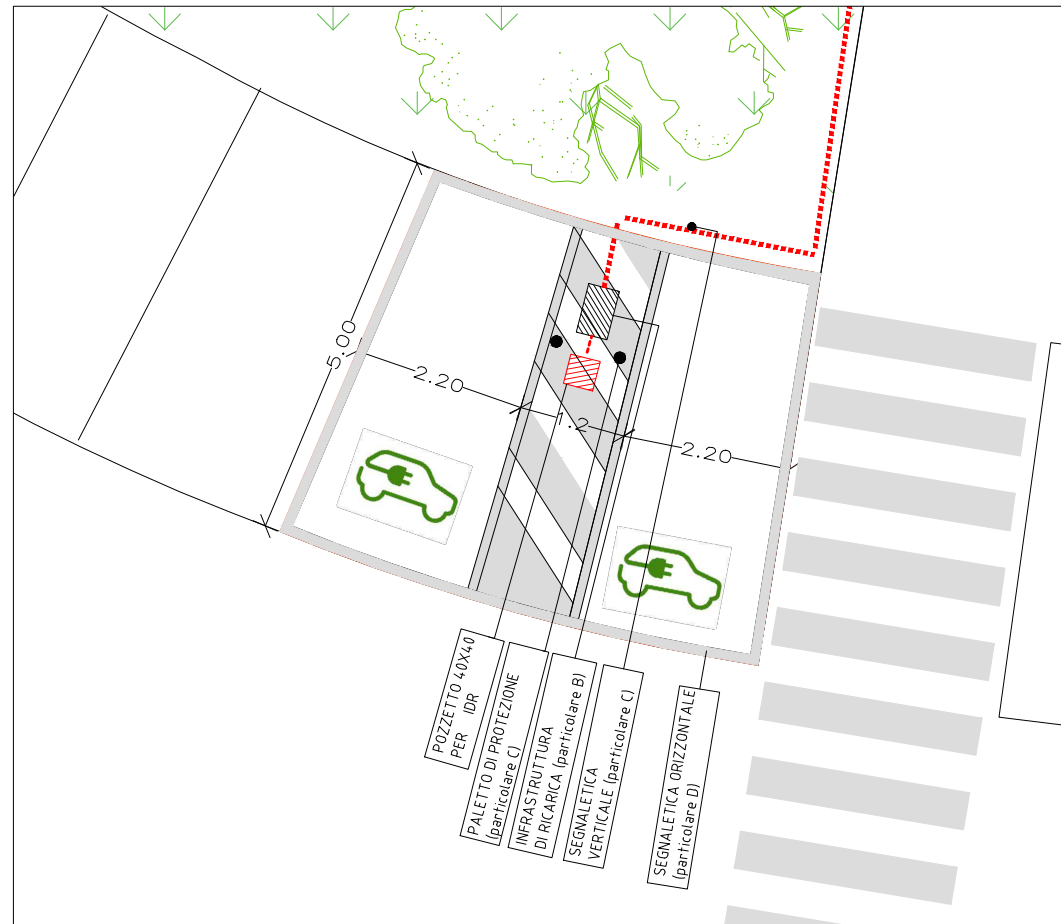 5.00
2.20
1.2
2.20
POZZETTO 40X40
PER IDR
PALETTO DI PROTEZIONE
(particolare C)
INFRASTRUTTURA
DI RICARICA (particolare B)
SEGNALETICA
VERTICALE (particolare C)
SEGNALETICA ORIZZONTALE
(particolare D)